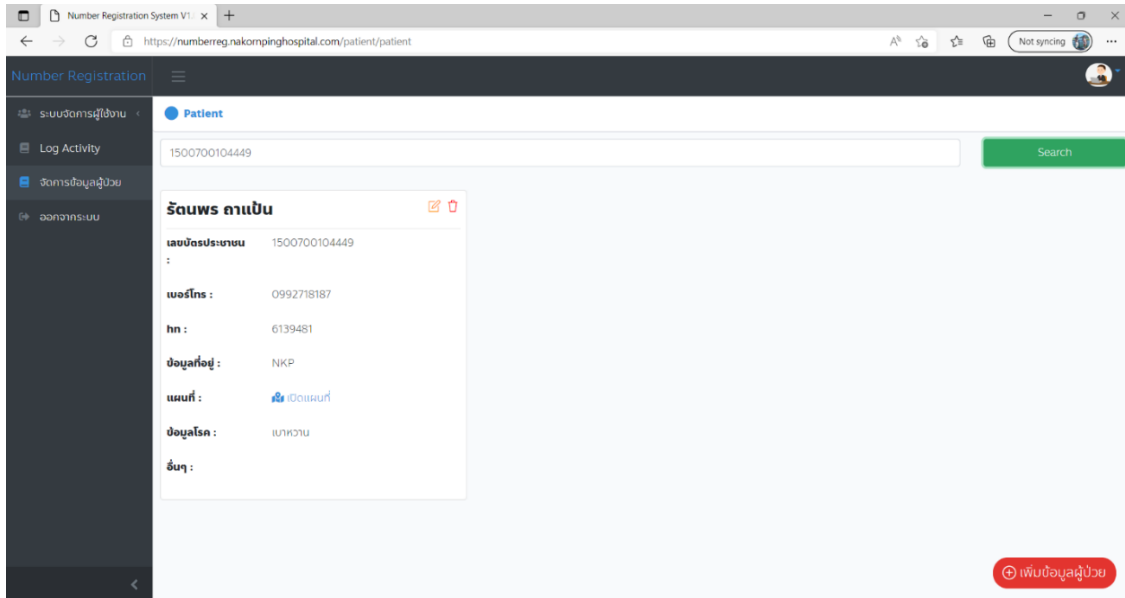 Number Registration System V1.
https://numberreg.nakornpinghospital.com/patient/patient
Not syncing
Number Registration
ระบบจัดการผู้ใช้งาน
Patient
Log Activity
1500700104449
Search
จัดการข้อมูลผู้ป่วย
ออกจากระบบ
รัตนพร ถาแป้น
เลขบัตรประชาชน : 1500700104449
เบอร์โทร : 0992718187
hn : 6139481
ข้อมูลที่อยู่ : NKP
แผนที่ : เปิดแผนที่
ข้อมูลโรค : เบาหวาน
อื่นๆ :
เพิ่มข้อมูลผู้ป่วย